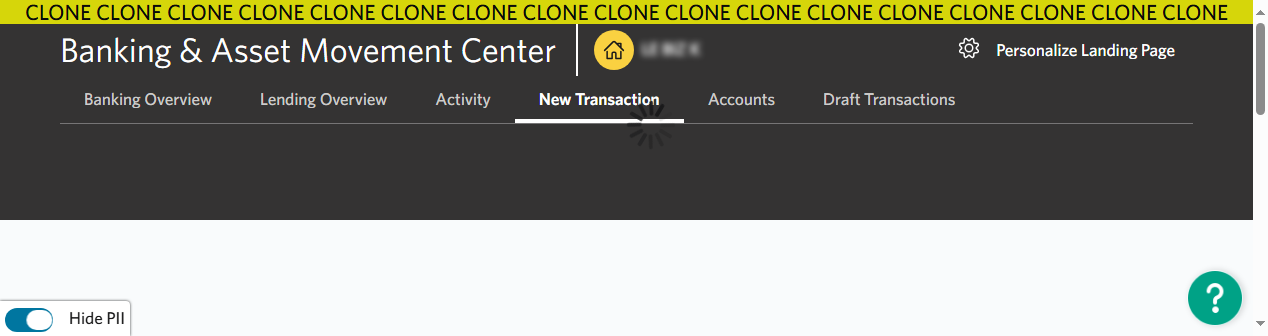 CLONE CLONE CLONE CLONE CLONE CLONE CLONE CLONE CLONE CLONE CLONE CLONE CLONE CLONE CLONE CLONE CLONE
Banking & Asset Movement Center
Personalize Landing Page
Banking Overview Lending Overview Activity New Transaction Accounts Draft Transactions
?
Hide PII